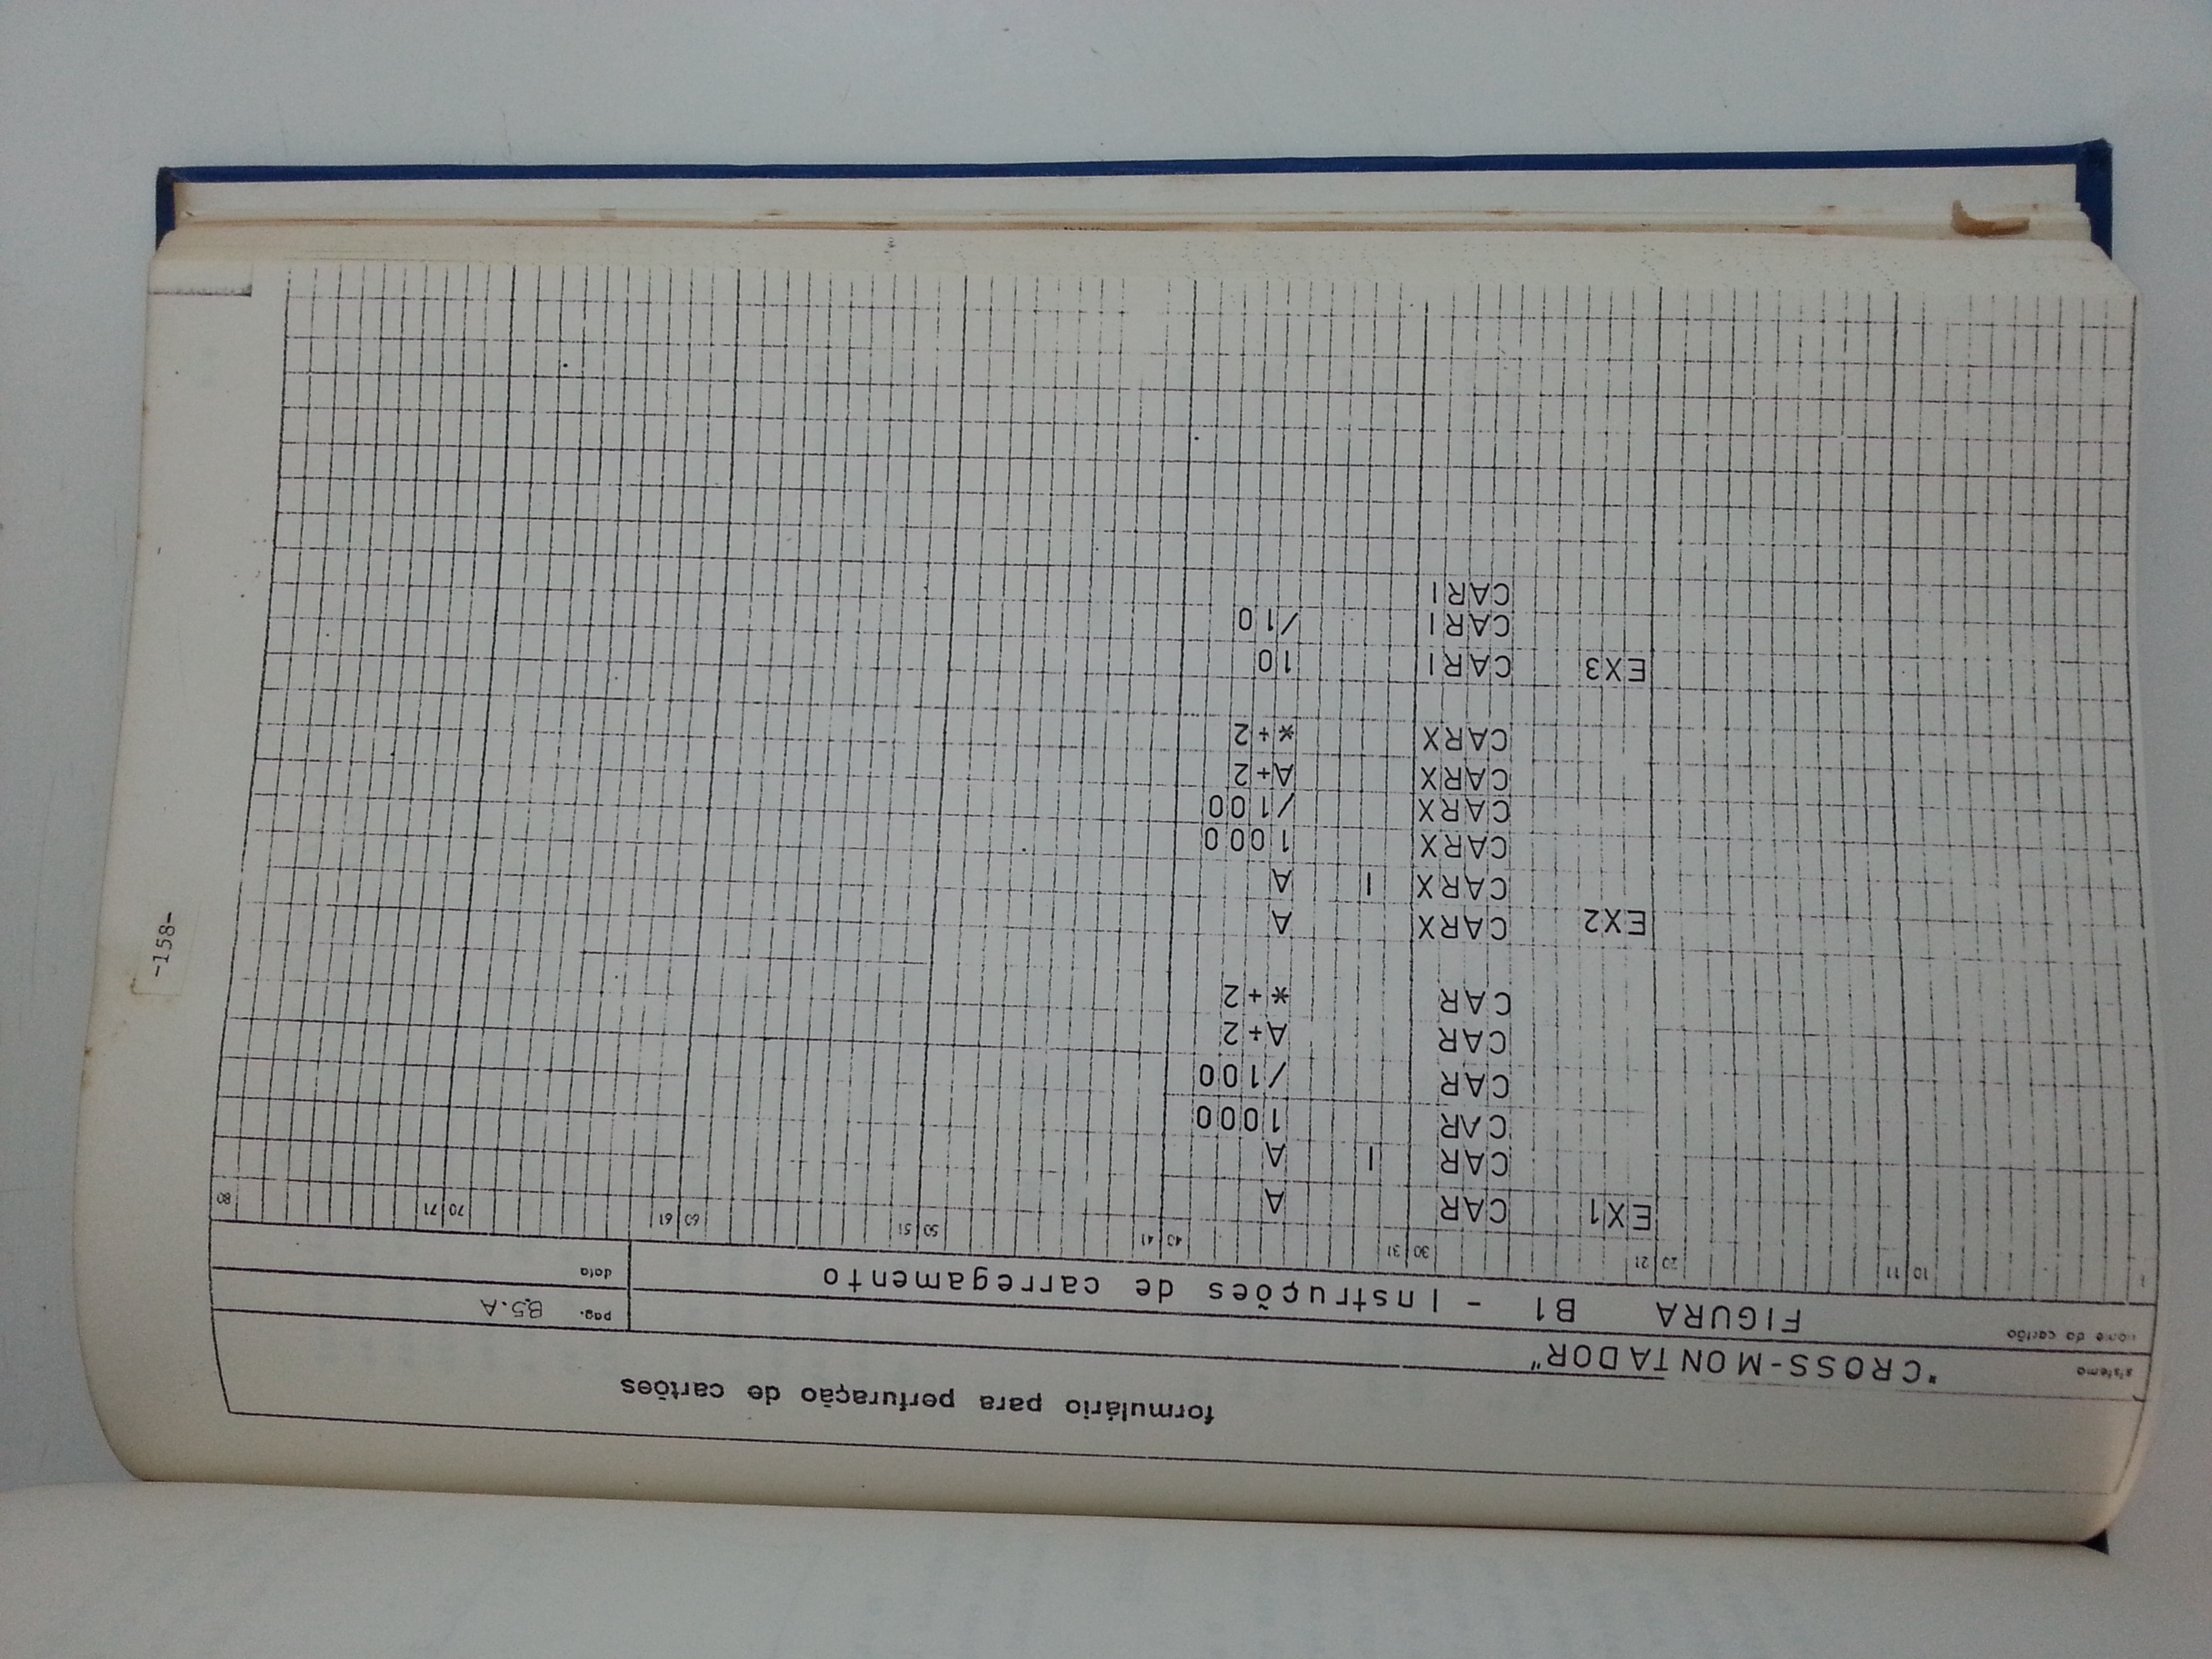 formulário para perfuração de cartões
sistema "CROSS-MONTADOR" pag. B5.A
nome do cartão FIGURA B1 - Instruções de carregamento data
1 10 11 20 21 30 31 40 41 50 51 60 61 70 71 80
EX1 CAR A
CAR I A
CAR 1000
CAR /100
CAR A+2
CAR *+2
EX2 CARX A
CARX I A
CARX 1000
CARX /100
CARX A+2
CARX *+2
EX3 CARI 10
CARI /10
CARI
-158-